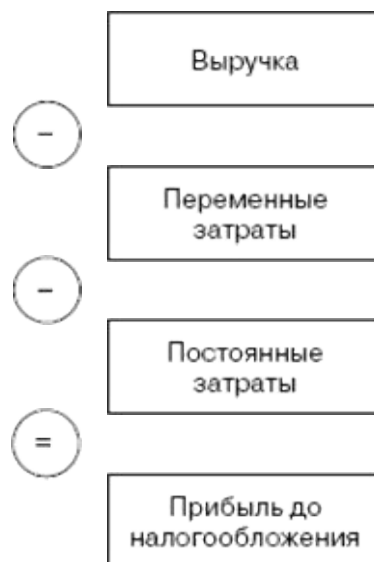 Выручка
–
Переменные
затраты
–
Постоянные
затраты
=
Прибыль до
налогообложения